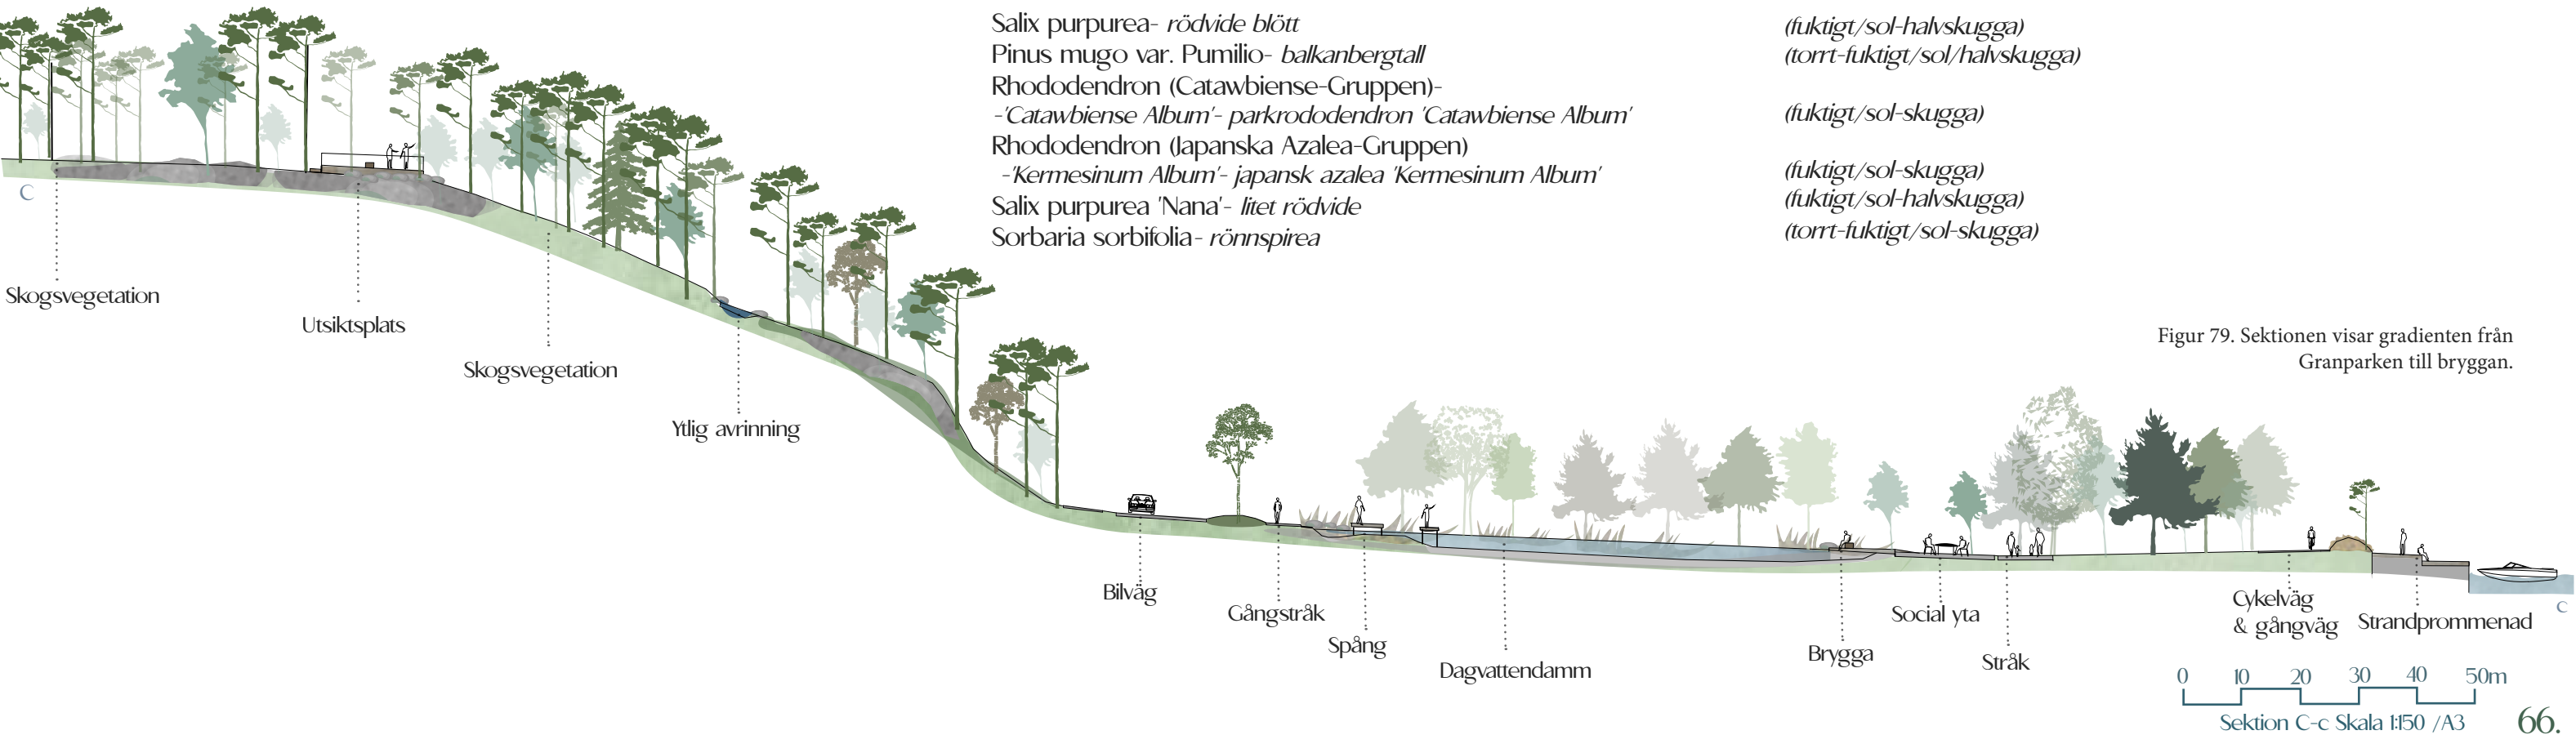 Salix purpurea- rödvide blött (fuktigt/sol-halvskugga)
Pinus mugo var. Pumilio- balkanbergtall (torrt-fuktigt/sol/halvskugga)
Rhododendron (Catawbiense-Gruppen)-
-'Catawbiense Album'- parkrododendron 'Catawbiense Album' (fuktigt/sol-skugga)
Rhododendron (Japanska Azalea-Gruppen)
-'Kermesinum Album'- japansk azalea 'Kermesinum Album' (fuktigt/sol-skugga)
Salix purpurea 'Nana'- litet rödvide (fuktigt/sol-halvskugga)
Sorbaria sorbifolia- rönnspirea (torrt-fuktigt/sol-skugga)
C
Skogsvegetation
Utsiktsplats
Skogsvegetation
Ytlig avrinning
Figur 79. Sektionen visar gradienten från
Granparken till bryggan.
Bilväg
Gångstråk
Spång
Dagvattendamm
Brygga
Social yta
Stråk
Cykelväg
& gångväg
Strandprommenad
C
0 10 20 30 40 50m
Sektion C-c Skala 1:150 /A3
66.